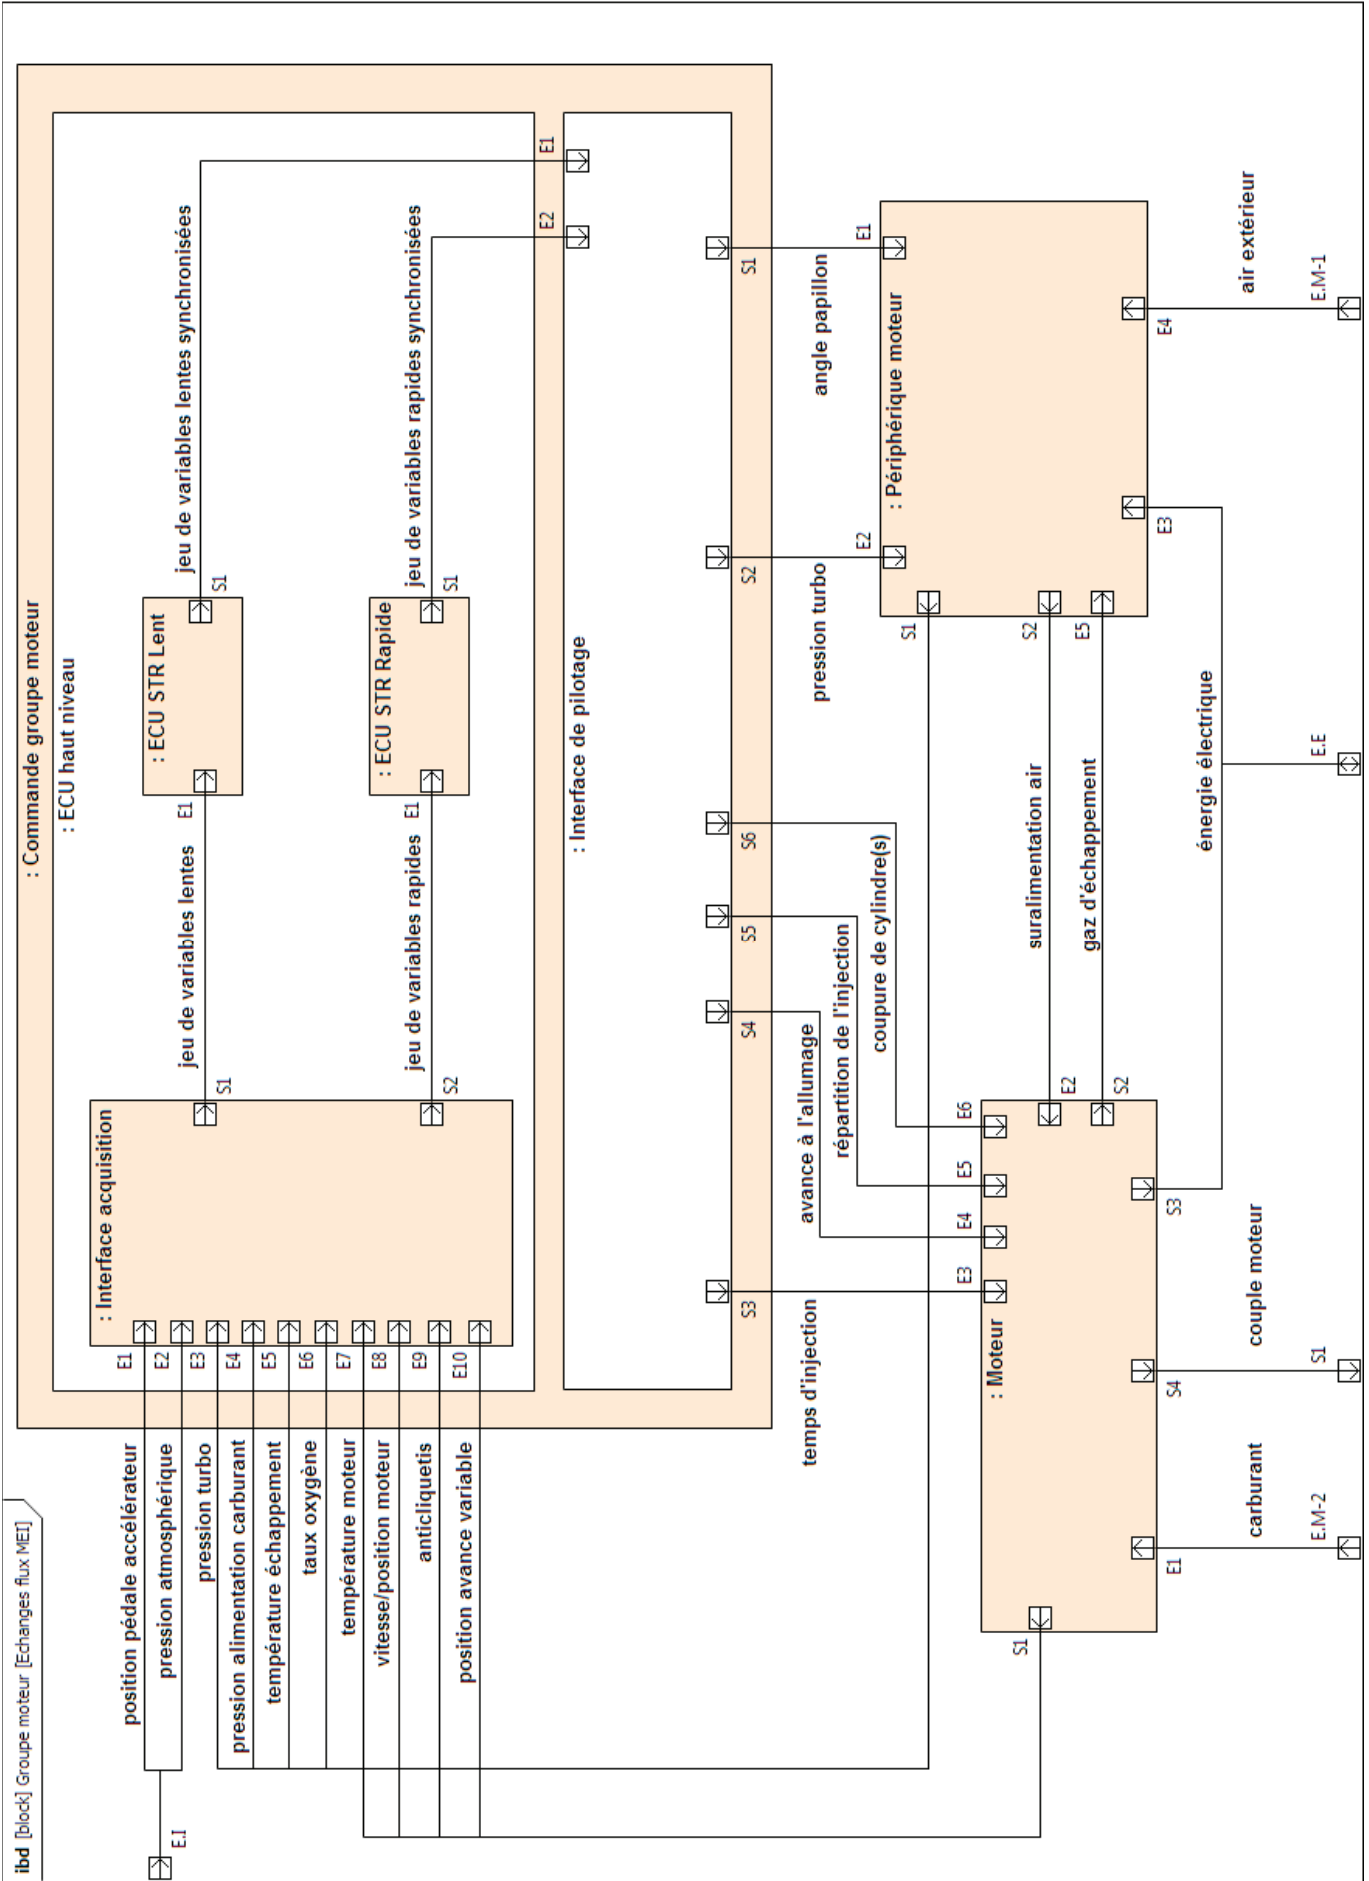 ibd [block] Groupe moteur [Echanges flux MEI]
: Commande groupe moteur
: ECU haut niveau
: Interface acquisition
E1
E2
E3
E4
E5
E6
E7
E8
E9
E10
S1
S2
position pédale accélérateur
pression atmosphérique
pression turbo
pression alimentation carburant
température échappement
taux oxygène
température moteur
vitesse/position moteur
anticliquetis
position avance variable
E.I
jeu de variables lentes
jeu de variables rapides
: ECU STR Lent
E1
S1
: ECU STR Rapide
E1
S1
jeu de variables lentes synchronisées
jeu de variables rapides synchronisées
: Interface de pilotage
E1
E2
S3
S4
S5
S6
S2
S1
temps d'injection
avance à l'allumage
répartition de l'injection
coupure de cylindre(s)
pression turbo
angle papillon
: Moteur
E3
E4
E5
E6
E2
S2
S1
E1
S4
S3
: Périphérique moteur
E2
E1
S1
S2
E5
E3
E4
suralimentation air
gaz d'échappement
énergie électrique
carburant
couple moteur
air extérieur
E.M-2
S1
E.E
E.M-1